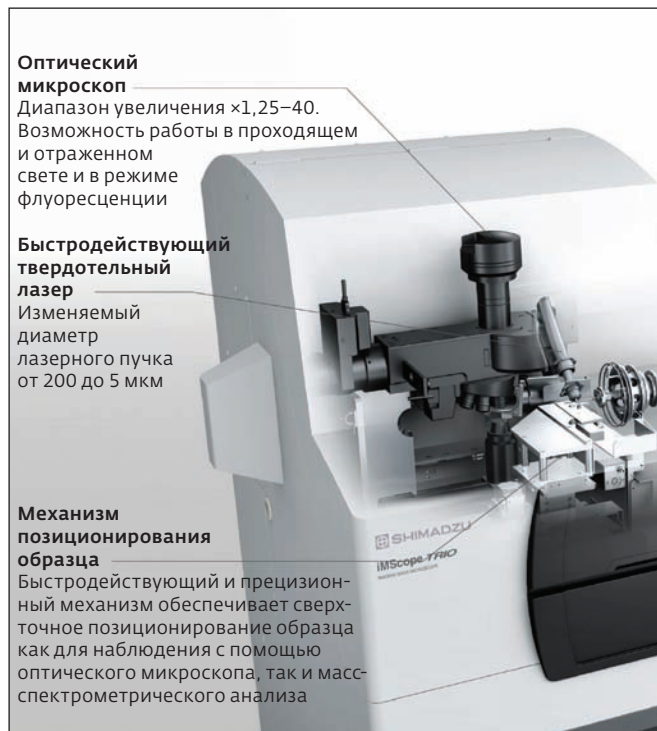 Оптический
микроскоп
Диапазон увеличения ×1,25–40.
Возможность работы в проходящем
и отраженном
свете и в режиме
флуоресценции
Быстродействующий
твердотельный
лазер
Изменяемый
диаметр
лазерного пучка
от 200 до 5 мкм
Механизм
позиционирования
образца
Быстродействующий и прецизион-
ный механизм обеспечивает сверх-
точное позиционирование образца
как для наблюдения с помощью
оптического микроскопа, так и масс-
спектрометрического анализа
SHIMADZU
iMScope TRIO